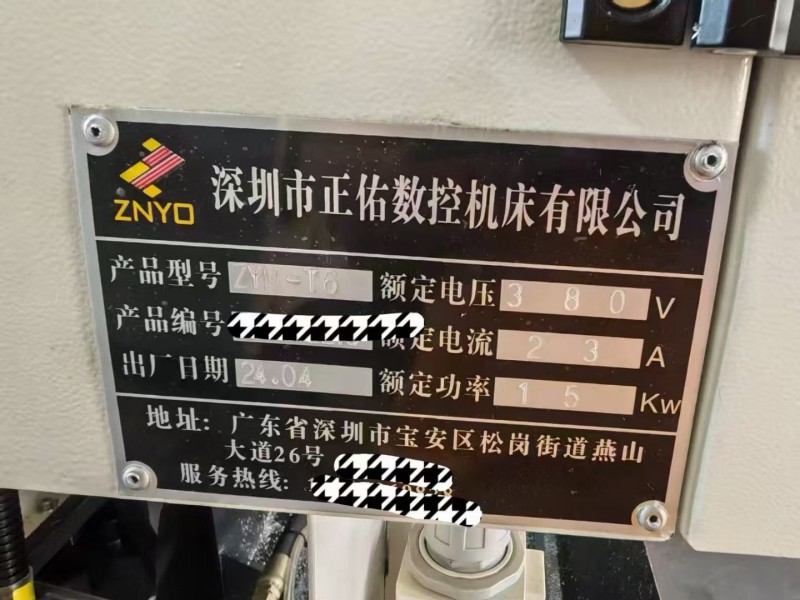 ZNYO
深圳市正佑数控机床有限公司
产品型号 ZYM-T6 额定电压 380 V
产品编号 额定电流 23 A
出厂日期 24.04 额定功率 15 Kw
地址：广东省深圳市宝安区松岗街道燕山
大道26号
服务热线：